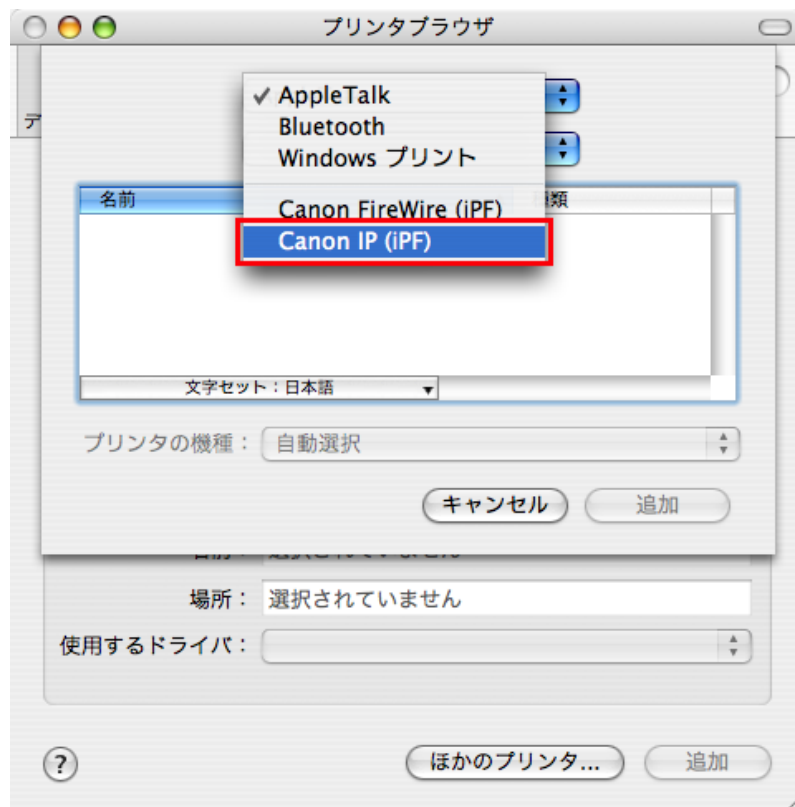 プリンタブラウザ
✓ AppleTalk
デ
Bluetooth
Windows プリント
名前
類
Canon FireWire (iPF)
Canon IP (iPF)
文字セット：日本語
プリンタの機種：
自動選択
キャンセル
追加
場所：
選択されていません
使用するドライバ：
?
ほかのプリンタ...
追加